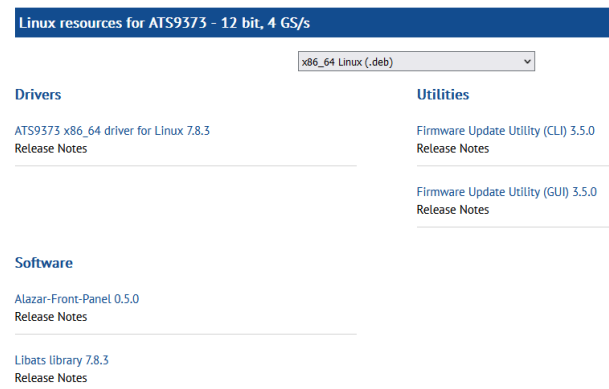 Linux resources for ATS9373 - 12 bit, 4 GS/s
x86_64 Linux (.deb)
Drivers
ATS9373 x86_64 driver for Linux 7.8.3
Release Notes
Utilities
Firmware Update Utility (CLI) 3.5.0
Release Notes
Firmware Update Utility (GUI) 3.5.0
Release Notes
Software
Alazar-Front-Panel 0.5.0
Release Notes
Libats library 7.8.3
Release Notes